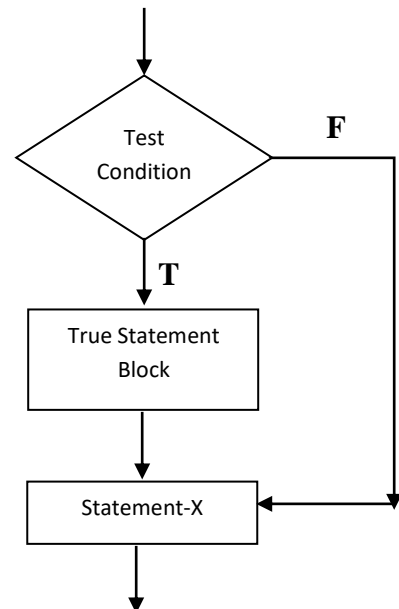 Test
Condition
F
T
True Statement
Block
Statement-X